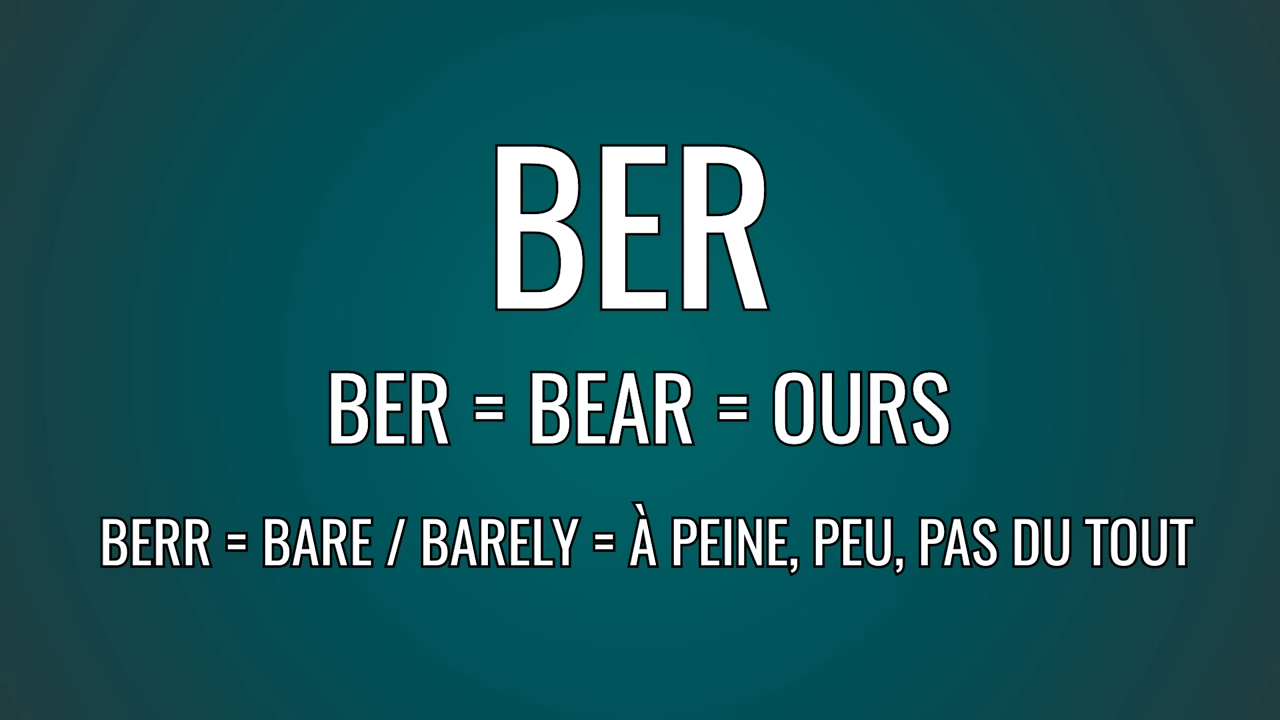 BER
BER = BEAR = OURS
BERR = BARE / BARELY = À PEINE, PEU, PAS DU TOUT